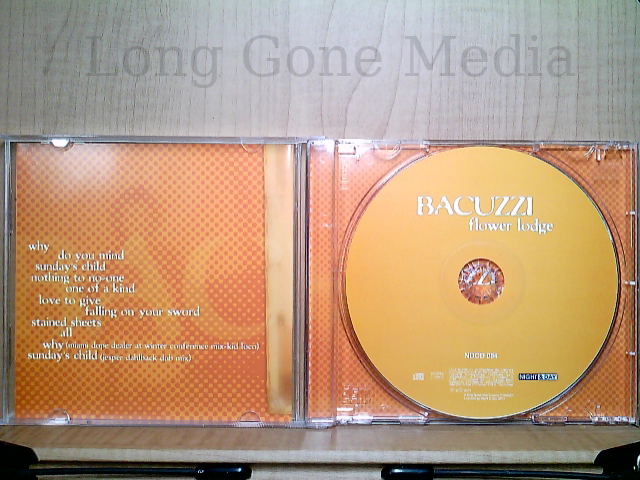 Long Gone Media
why
do you mind
sunday's child
nothing to no-one
one of a kind
love to give
falling on your sword
stained sheets
all
why (miami dope dealer at winter conference mix-kid loco)
sunday's child (jesper dahlback dub mix)
BACUZZI
flower lodge
NDCD 084
NIGHT & DAY